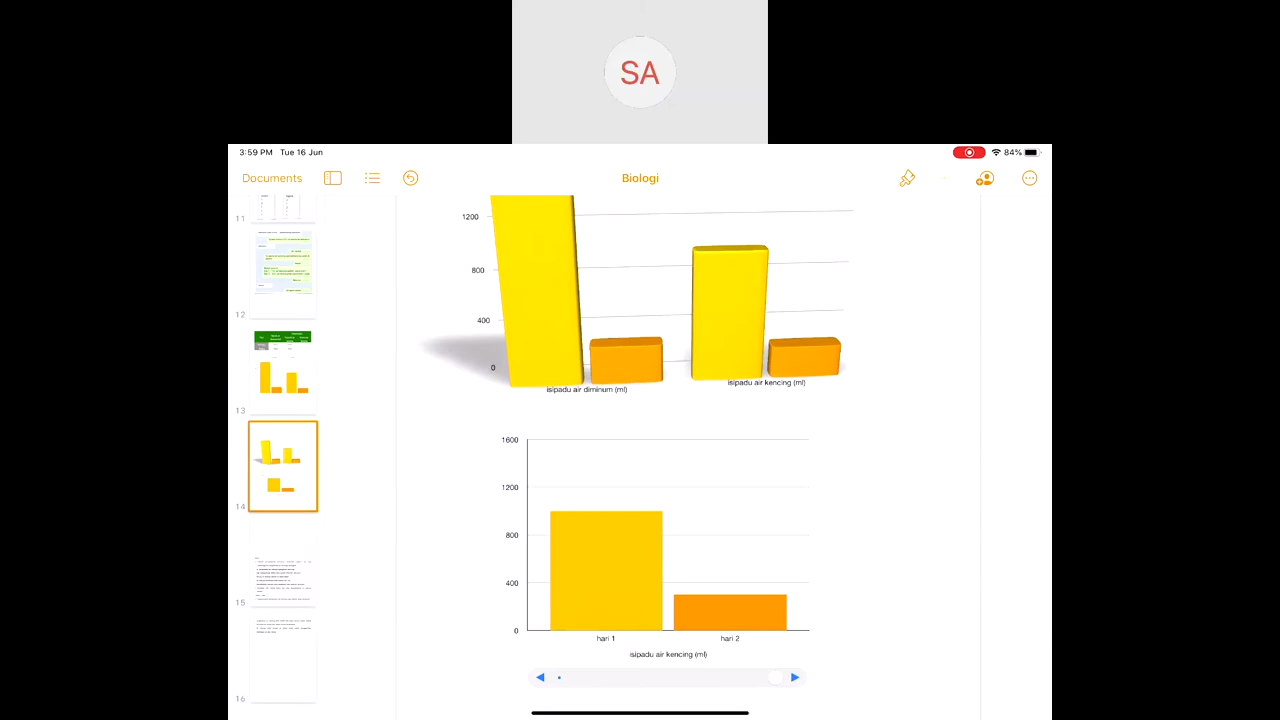 SA
3:59 PM Tue 16 Jun
84%
Documents
Biologi
11
12
13
14
15
16
1200
800
400
0
isipadu air diminum (ml)
isipadu air kencing (ml)
1600
1200
800
400
0
hari 1 hari 2
isipadu air kencing (ml)